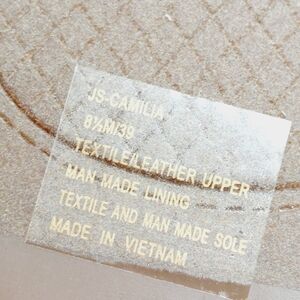 JS-CAMILIA
8½M/39
TEXTILE/LEATHER UPPER
MAN MADE LINING
TEXTILE AND MAN MADE SOLE
MADE IN VIETNAM